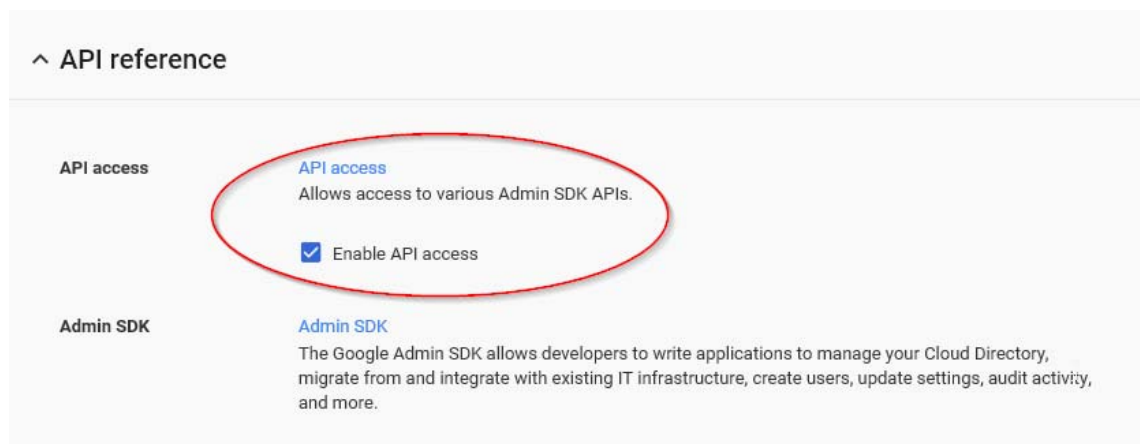 API reference
API access
API access
Allows access to various Admin SDK APIs.
Enable API access
Admin SDK
Admin SDK
The Google Admin SDK allows developers to write applications to manage your Cloud Directory,
migrate from and integrate with existing IT infrastructure, create users, update settings, audit activity,
and more.